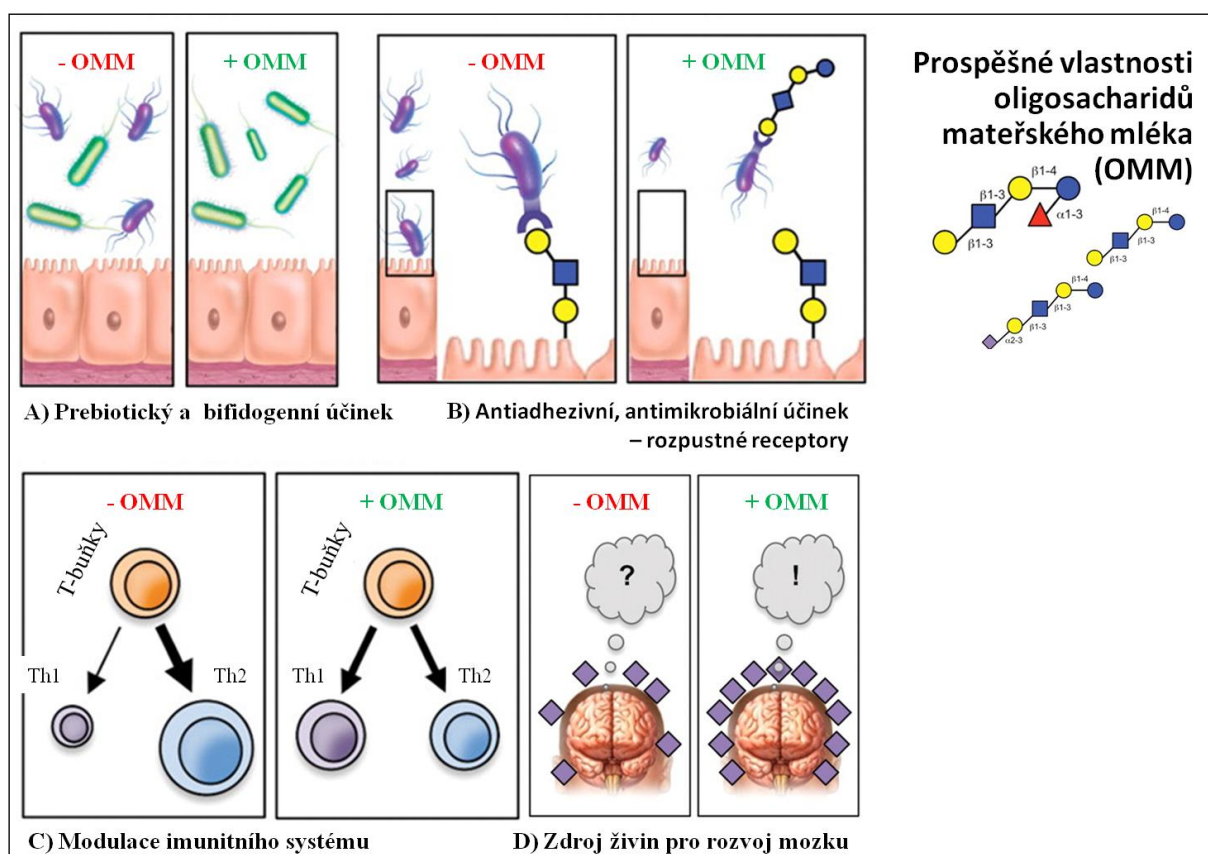 - OMM
+ OMM
- OMM
+ OMM
Prospěšné vlastnosti
oligosacharidů
mateřského mléka
(OMM)
β1-4
β1-3
α1-3
β1-3
β1-4
β1-3
β1-3
β1-4
β1-3
β1-3
α2-3
A) Prebiotický a bifidogenní účinek
B) Antiadhezivní, antimikrobiální účinek
– rozpustné receptory
- OMM
T-buňky
Th1
Th2
+ OMM
T-buňky
Th1
Th2
- OMM
?
+ OMM
!
C) Modulace imunitního systému
D) Zdroj živin pro rozvoj mozku